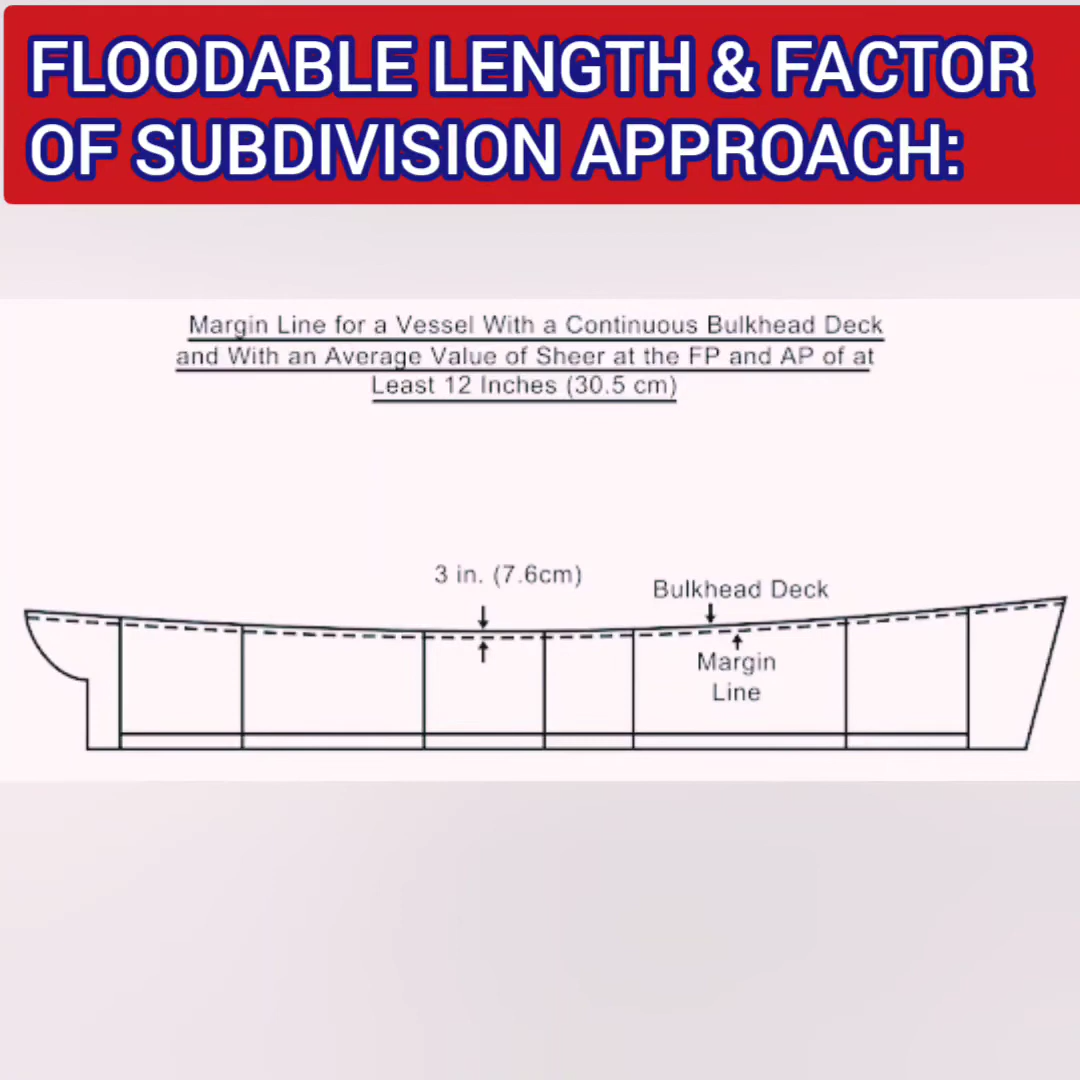 FLOODABLE LENGTH & FACTOR
OF SUBDIVISION APPROACH:
Margin Line for a Vessel With a Continuous Bulkhead Deck
and With an Average Value of Sheer at the FP and AP of at
Least 12 Inches (30.5 cm)
3 in. (7.6cm)
Bulkhead Deck
Margin
Line